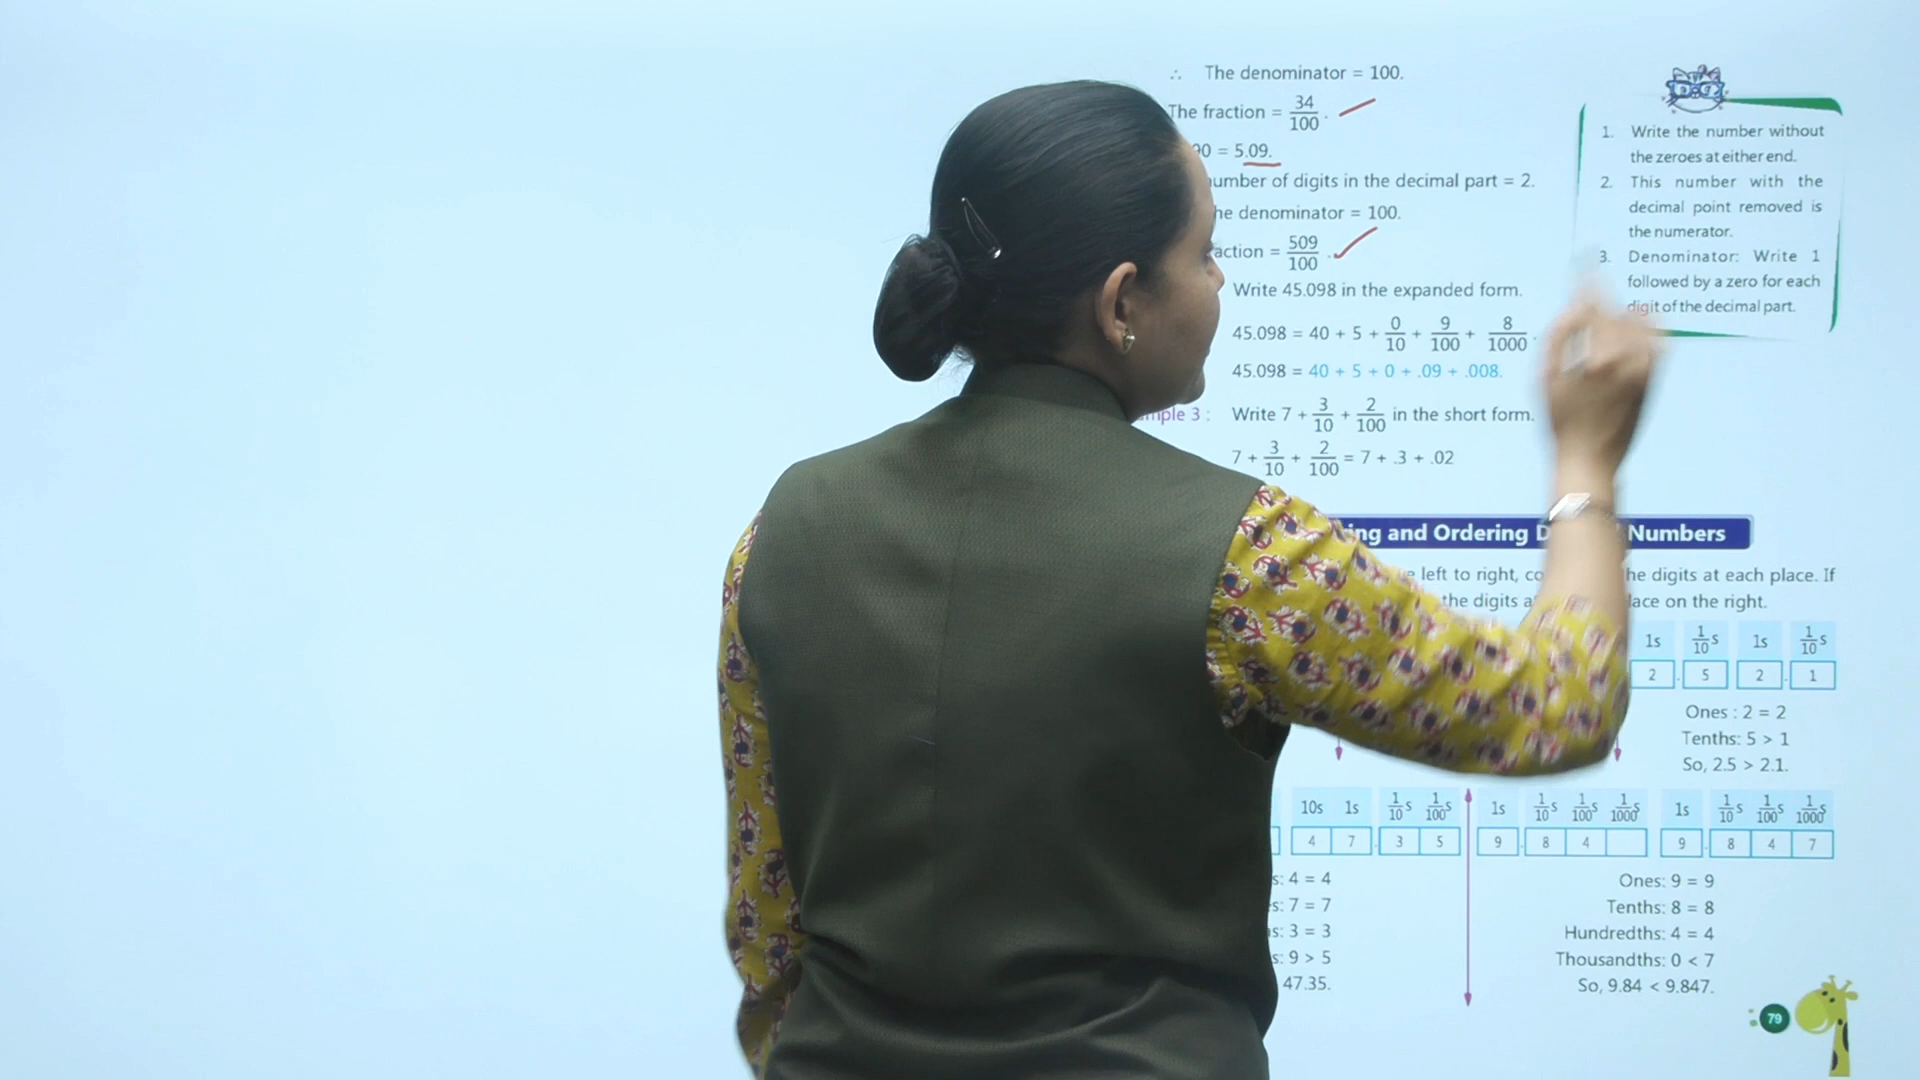 ∴ The denominator = 100.
The fraction = 34/100.
= 5.09.
number of digits in the decimal part = 2.
The denominator = 100.
= 509/100.
Write 45.098 in the expanded form.
45.098 = 40 + 5 + 0/10 + 9/100 + 8/1000
45.098 = 40 + 5 + 0 + .09 + .008.
3 : Write 7 + 3/10 + 2/100 in the short form.
7 + 3/10 + 2/100 = 7 + .3 + .02
1. Write the number without
the zeroes at either end.
2. This number with the
decimal point removed is
the numerator.
3. Denominator: Write 1
followed by a zero for each
digit of the decimal part.
and Ordering Numbers
left to right, the digits at each place. If
the digits on the right.
1s 1/10s 1s 1/10s
2 . 5 2 . 1
Ones : 2 = 2
Tenths: 5 > 1
So, 2.5 > 2.1.
10s 1s 1/10s 1/100s
4 7 . 3 5
4 = 4
7 = 7
3 = 3
9 > 5
47.35.
1s 1/10s 1/100s 1/1000s 1s 1/10s 1/100s 1/1000s
9 . 8 4 9 . 8 4 7
Ones: 9 = 9
Tenths: 8 = 8
Hundredths: 4 = 4
Thousandths: 0 < 7
So, 9.84 < 9.847.
79